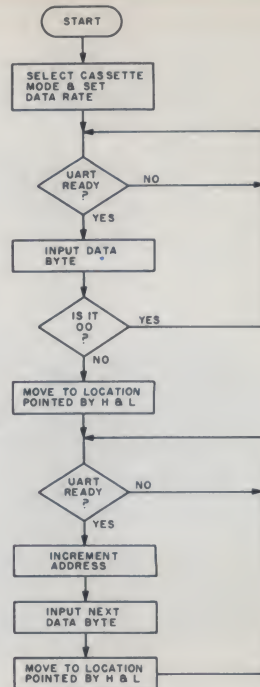 START
SELECT CASSETTE
MODE & SET
DATA RATE
UART
READY
?
NO
YES
INPUT DATA
BYTE
IS IT
00
?
YES
NO
MOVE TO LOCATION
POINTED BY H & L
UART
READY
?
NO
YES
INCREMENT
ADDRESS
INPUT NEXT
DATA BYTE
MOVE TO LOCATION
POINTED BY H & L